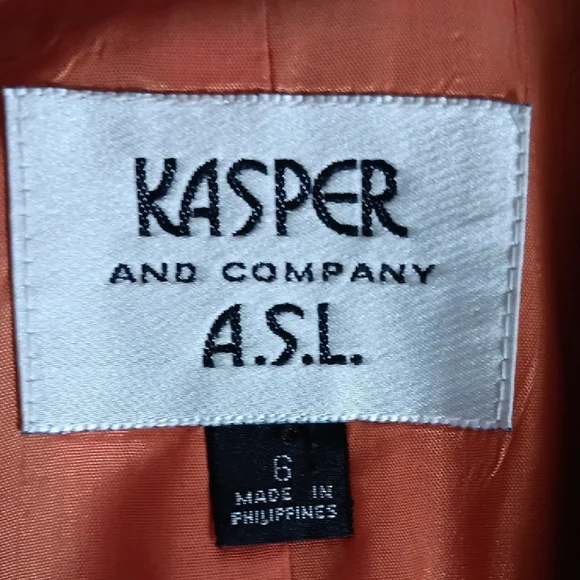 KASPER
AND COMPANY
A.S.L.
6
MADE IN
PHILIPPINES